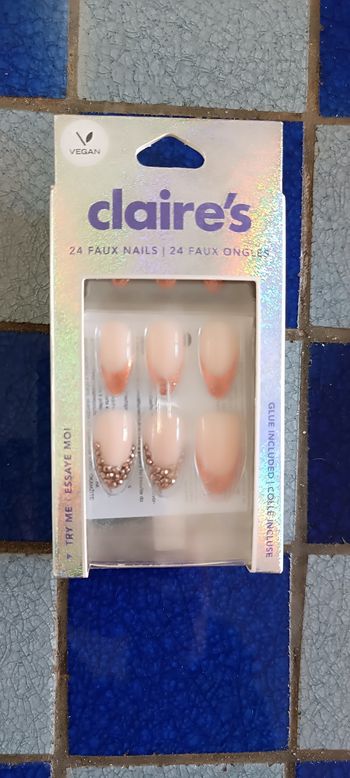 VEGAN
claire's
24 FAUX NAILS | 24 FAUX ONGLES
TRY ME | ESSAYE MOI
GLUE INCLUDED | COLLE INCLUSE